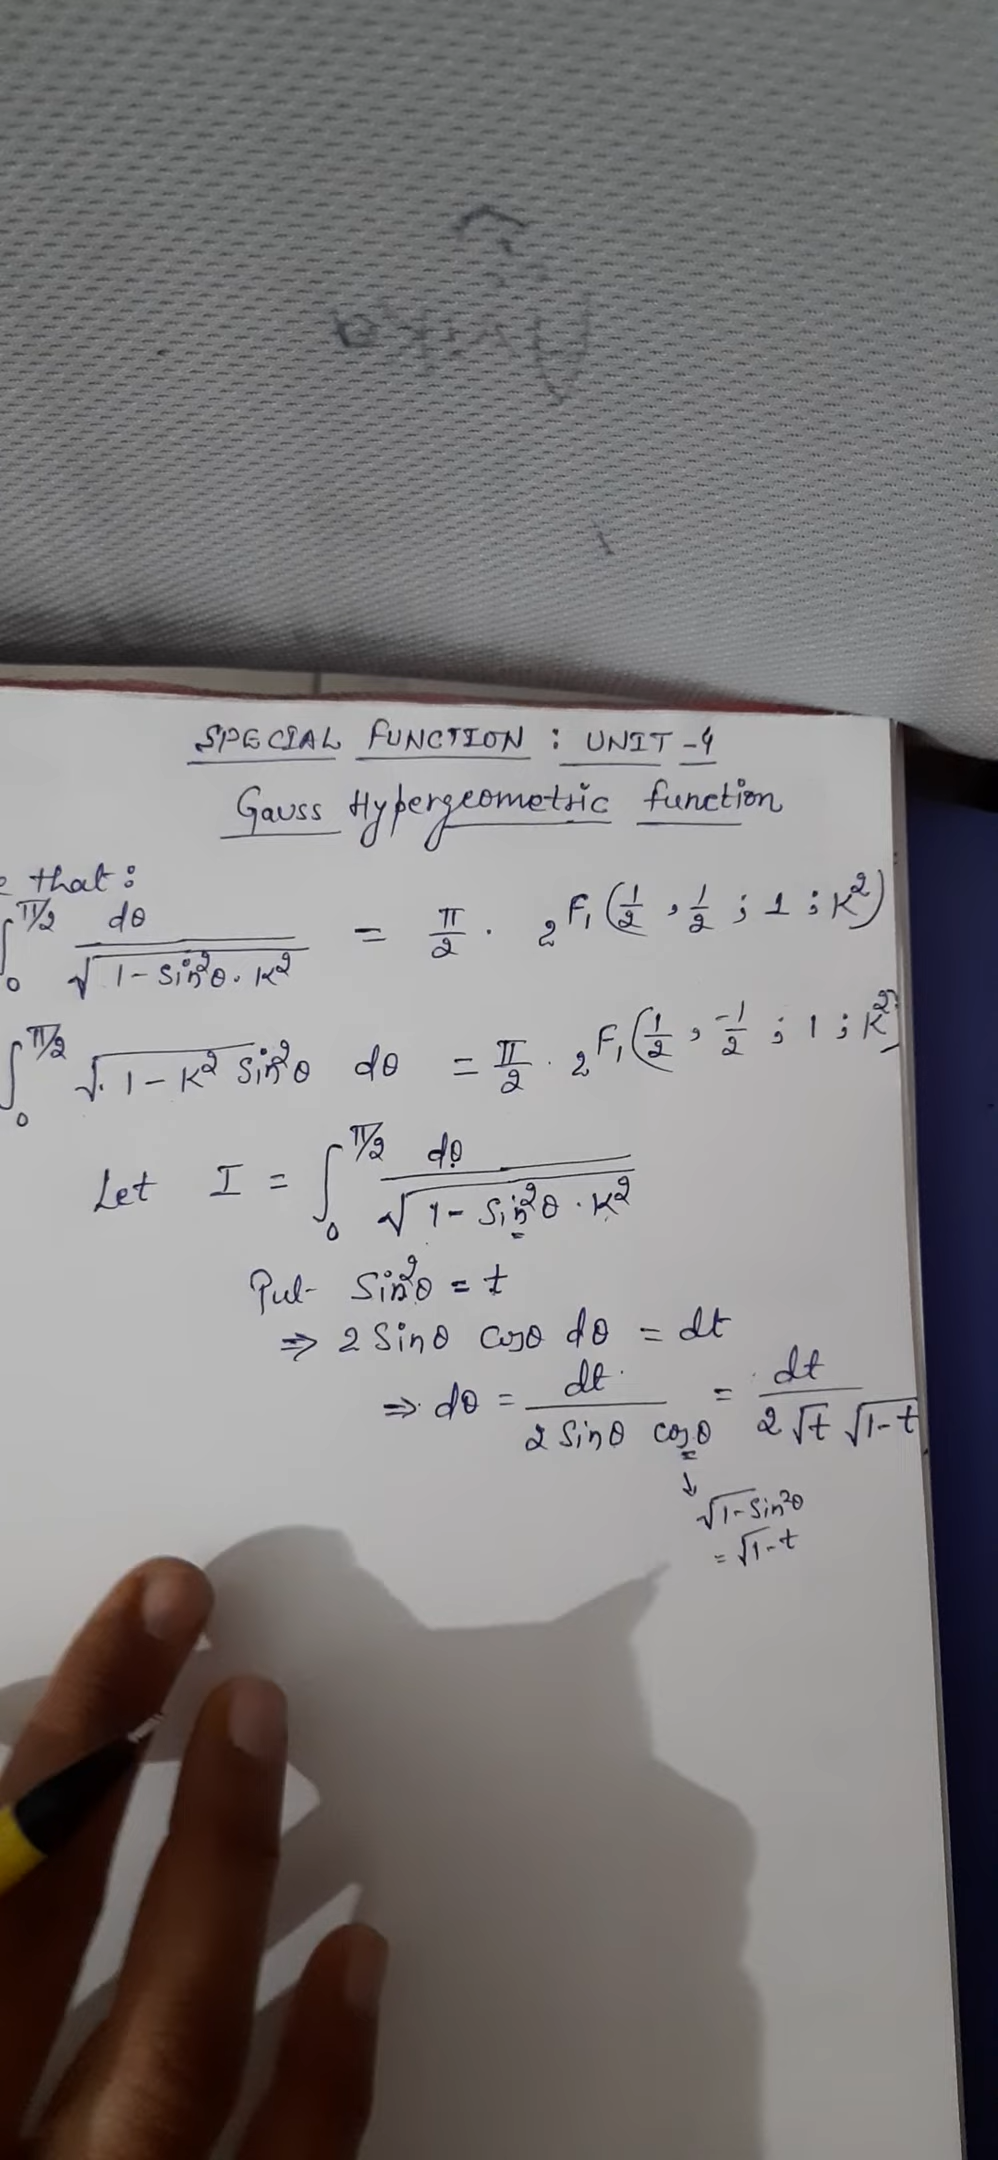 SPECIAL FUNCTION : UNIT-4
Gauss Hypergeometric function
that :
∫₀^π/2 dθ / √(1 - Sin²θ · K²) = π/2 · ₂F₁(1/2 , 1/2 ; 1 ; K²)
∫₀^π/2 √(1 - K² Sin²θ) dθ = π/2 · ₂F₁(1/2 , -1/2 ; 1 ; K²)
Let I = ∫₀^π/2 dθ / √(1 - Sin²θ · K²)
Put Sin²θ = t
⇒ 2 Sinθ cosθ dθ = dt
⇒ dθ = dt / (2 Sinθ cosθ) = dt / (2 √t √(1-t))
↓
√(1-Sin²θ)
= √(1-t)